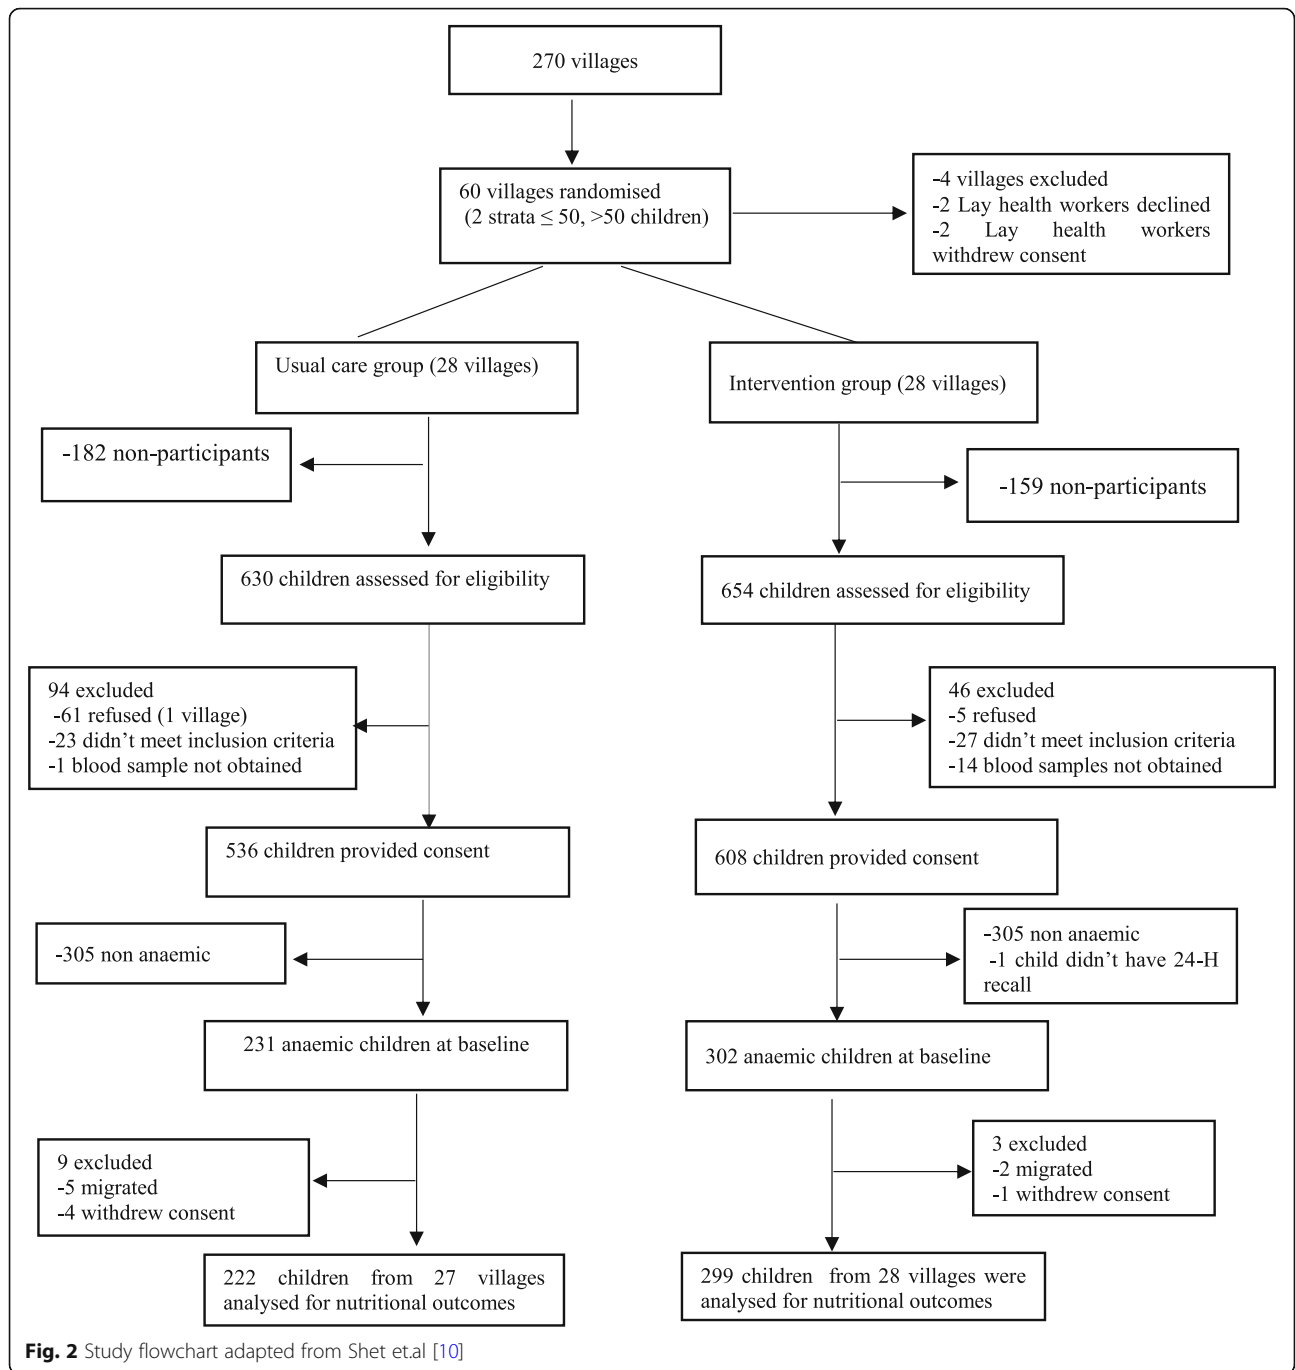 270 villages
60 villages randomised
(2 strata ≤ 50, >50 children)
-4 villages excluded
-2 Lay health workers declined
-2 Lay health workers
withdrew consent
Usual care group (28 villages)
Intervention group (28 villages)
-182 non-participants
-159 non-participants
630 children assessed for eligibility
654 children assessed for eligibility
94 excluded
-61 refused (1 village)
-23 didn’t meet inclusion criteria
-1 blood sample not obtained
46 excluded
-5 refused
-27 didn’t meet inclusion criteria
-14 blood samples not obtained
536 children provided consent
608 children provided consent
-305 non anaemic
-305 non anaemic
-1 child didn’t have 24-H
recall
231 anaemic children at baseline
302 anaemic children at baseline
9 excluded
-5 migrated
-4 withdrew consent
3 excluded
-2 migrated
-1 withdrew consent
222 children from 27 villages
analysed for nutritional outcomes
299 children from 28 villages were
analysed for nutritional outcomes
Fig. 2 Study flowchart adapted from Shet et.al [10]